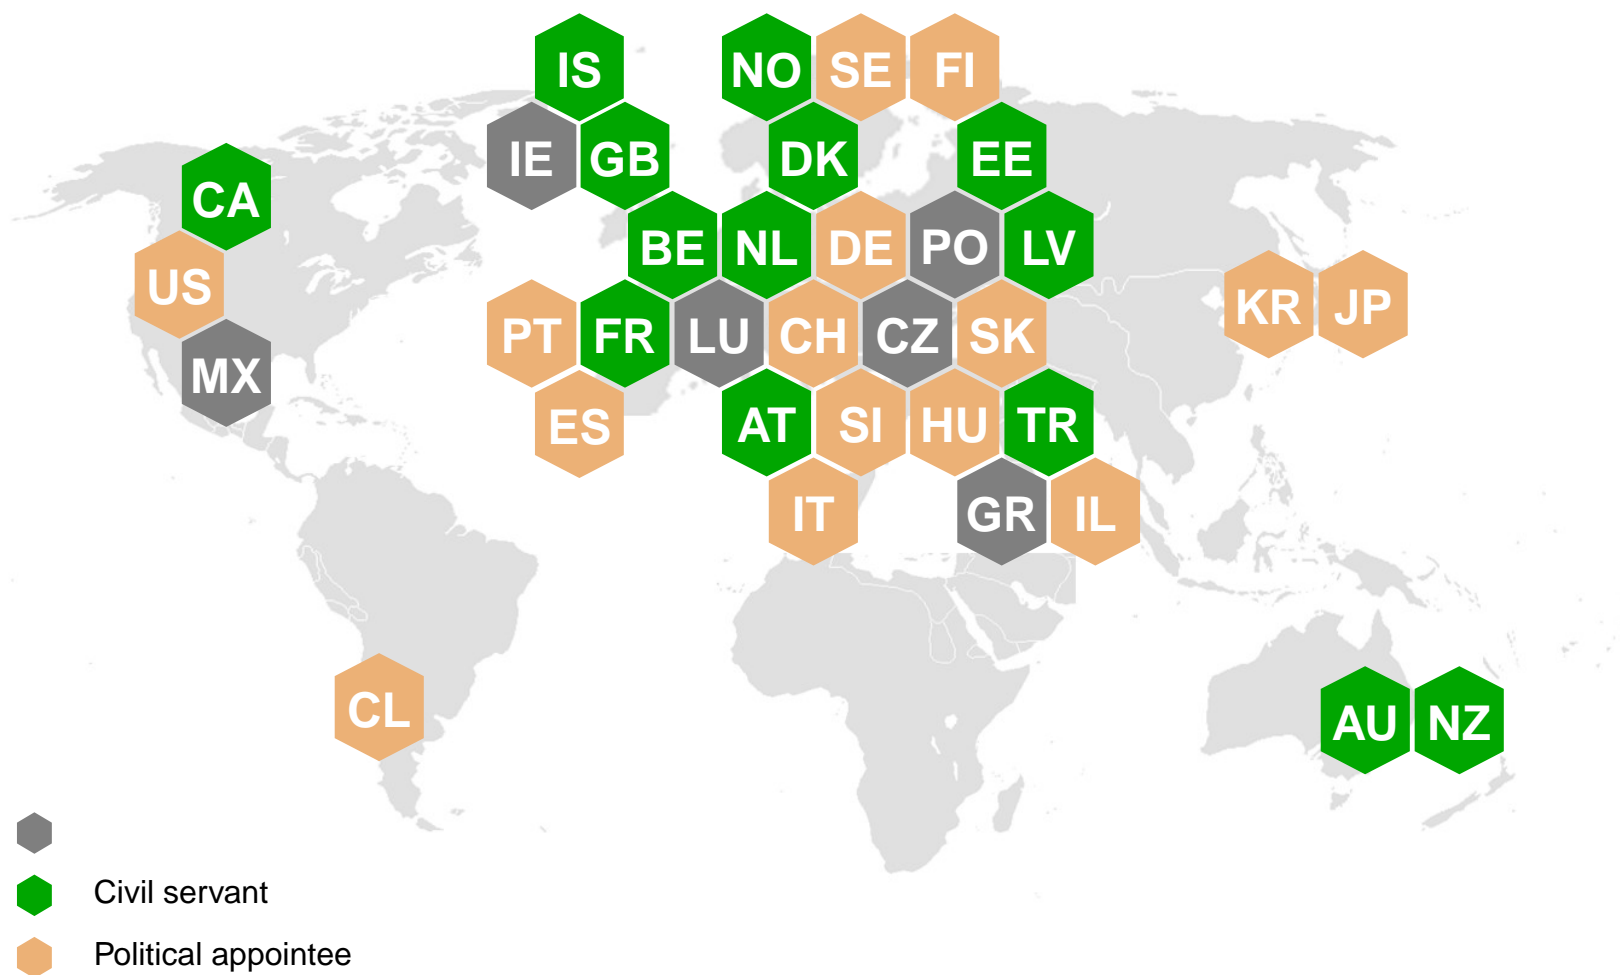 IS NO SE FI
IE GB DK EE
CA
BE NL DE PO LV
US KR JP
PT FR LU CH CZ SK
MX
ES AT SI HU TR
IT GR IL
CL
AU NZ
Civil servant
Political appointee